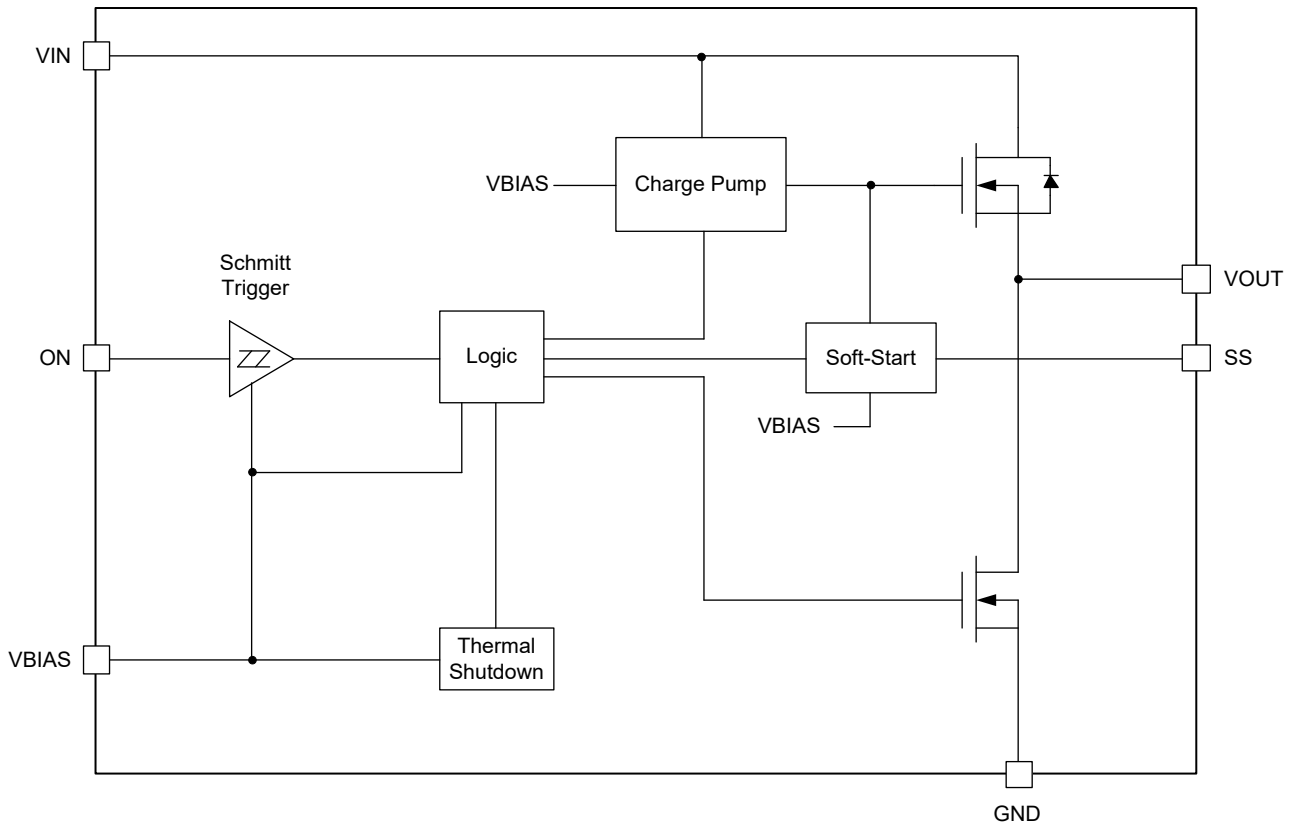 VIN
VBIAS
Charge Pump
Schmitt
Trigger
VOUT
ON
Logic
Soft-Start
SS
VBIAS
VBIAS
Thermal
Shutdown
GND